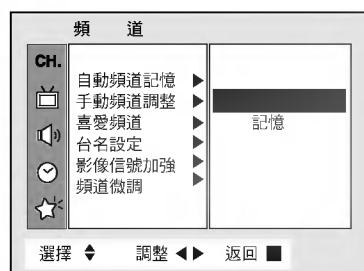 頻 道
CH.
自動頻道記憶
手動頻道調整
喜愛頻道
台名設定
影像信號加強
頻道微調
記憶
選擇 調整 返回